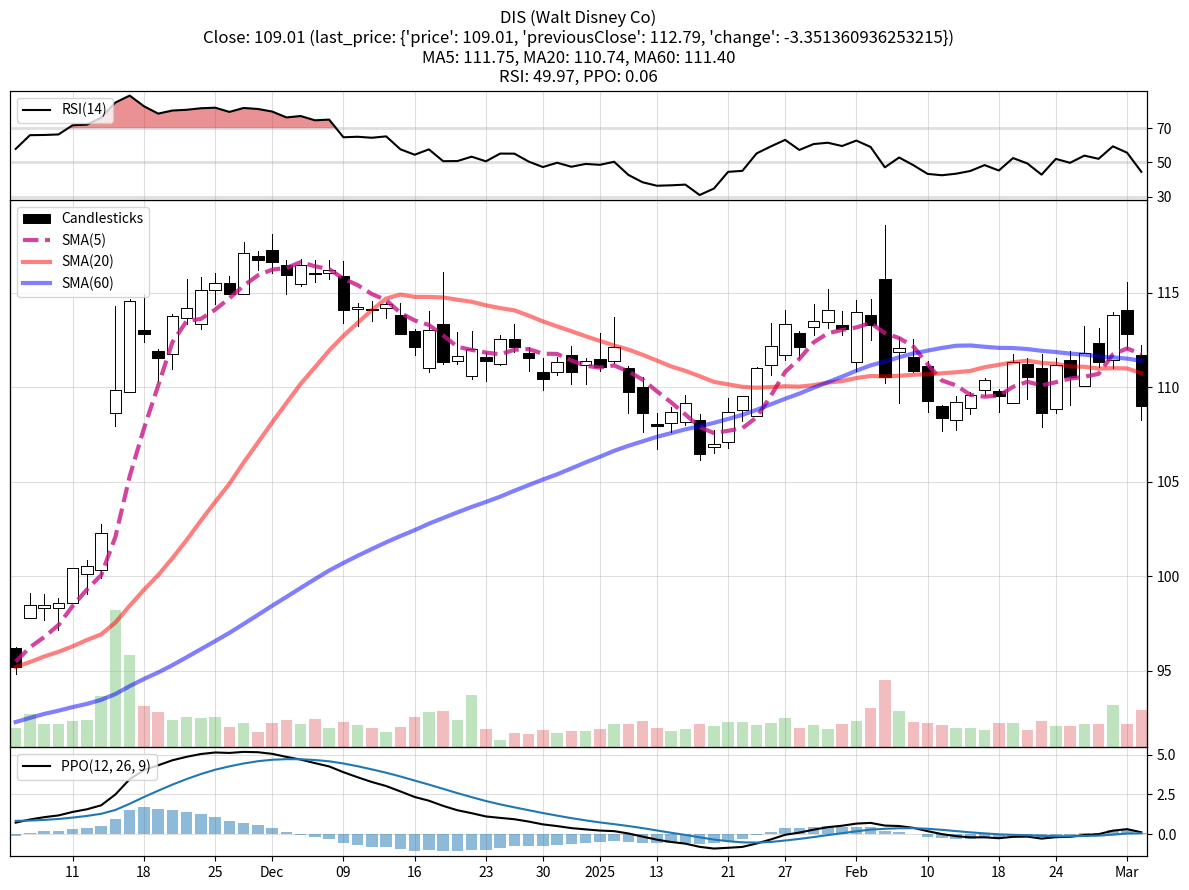 DIS (Walt Disney Co)
Close: 109.01 (last_price: {'price': 109.01, 'previousClose': 112.79, 'change': -3.351360936253215})
MA5: 111.75, MA20: 110.74, MA60: 111.40
RSI: 49.97, PPO: 0.06
RSI(14)
70
50
30
Candlesticks
SMA(5)
SMA(20)
SMA(60)
115
110
105
100
95
PPO(12, 26, 9)
5.0
2.5
0.0
11 18 25 Dec 09 16 23 30 2025 13 21 27 Feb 10 18 24 Mar